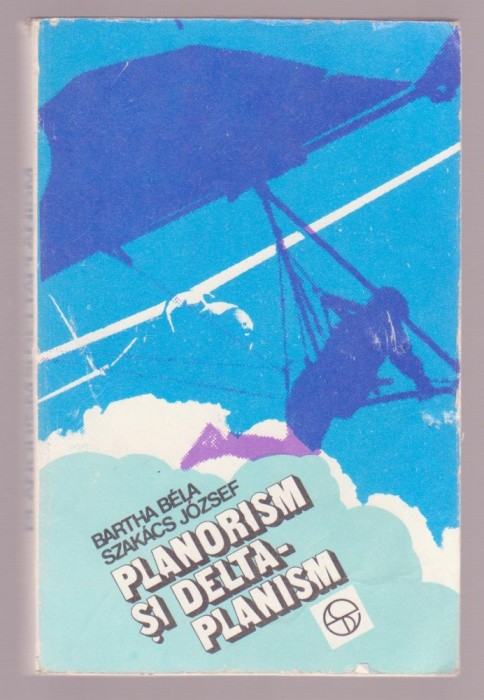 BARTHA BÉLA
SZAKÁCS JÓZSEF
PLANORISM
ȘI DELTA-
PLANISM